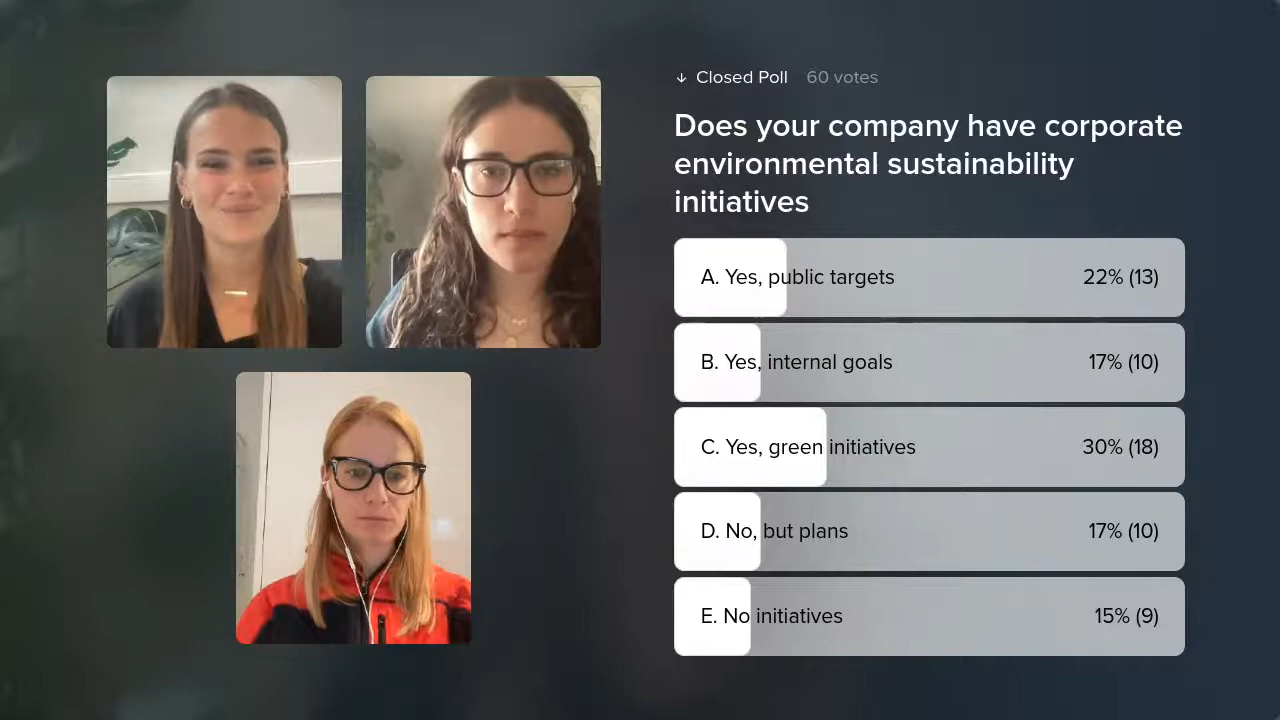 ↓ Closed Poll 60 votes
Does your company have corporate
environmental sustainability
initiatives
A. Yes, public targets 22% (13)
B. Yes, internal goals 17% (10)
C. Yes, green initiatives 30% (18)
D. No, but plans 17% (10)
E. No initiatives 15% (9)